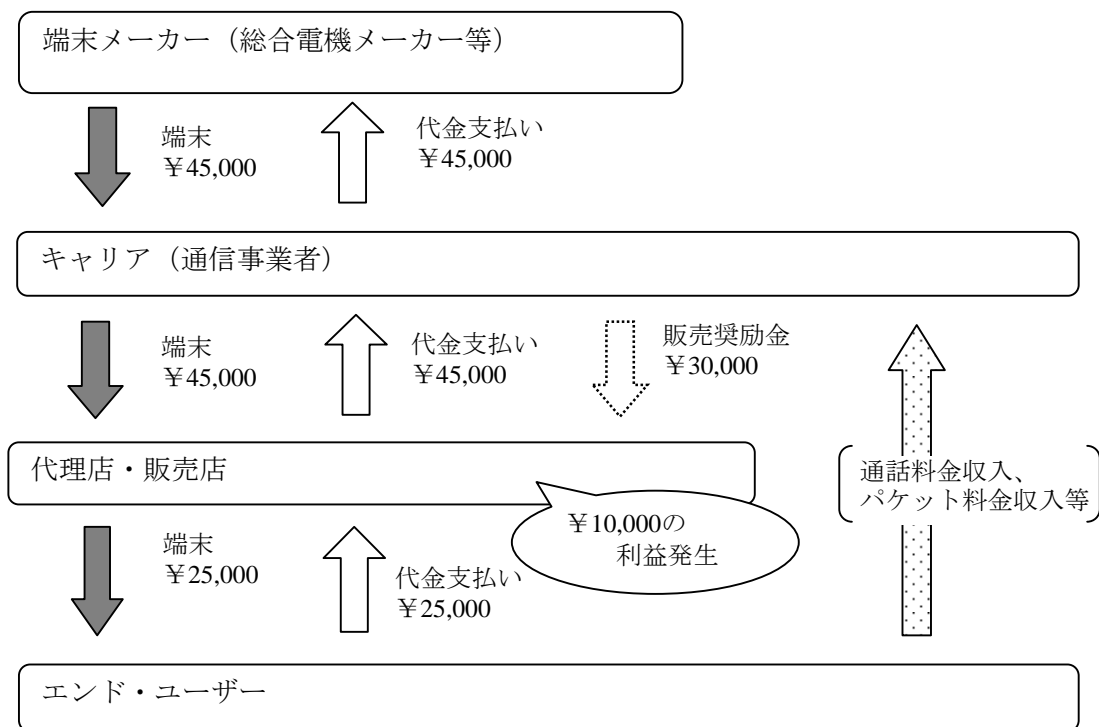 端末メーカー（総合電機メーカー等）
端末
￥45,000
代金支払い
￥45,000
キャリア（通信事業者）
端末
￥45,000
代金支払い
￥45,000
販売奨励金
￥30,000
代理店・販売店
通話料金収入、
パケット料金収入等
￥10,000の
利益発生
端末
￥25,000
代金支払い
￥25,000
エンド・ユーザー